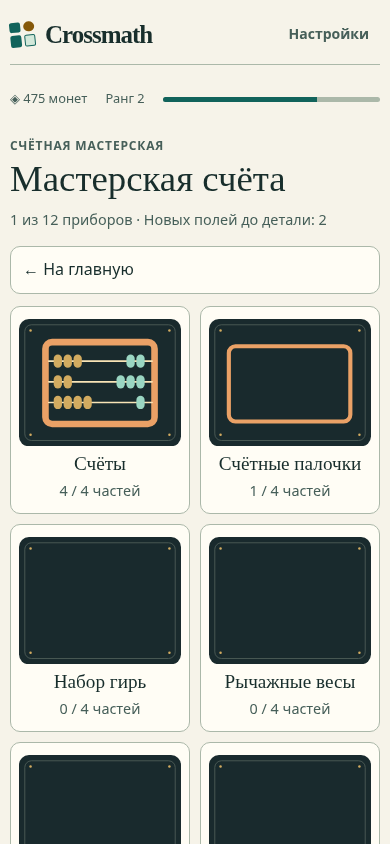 Crossmath
Настройки
◈ 475 монет Ранг 2
СЧЁТНАЯ МАСТЕРСКАЯ
Мастерская счёта
1 из 12 приборов · Новых полей до детали: 2
← На главную
Счёты
4 / 4 частей
Счётные палочки
1 / 4 частей
Набор гирь
0 / 4 частей
Рычажные весы
0 / 4 частей